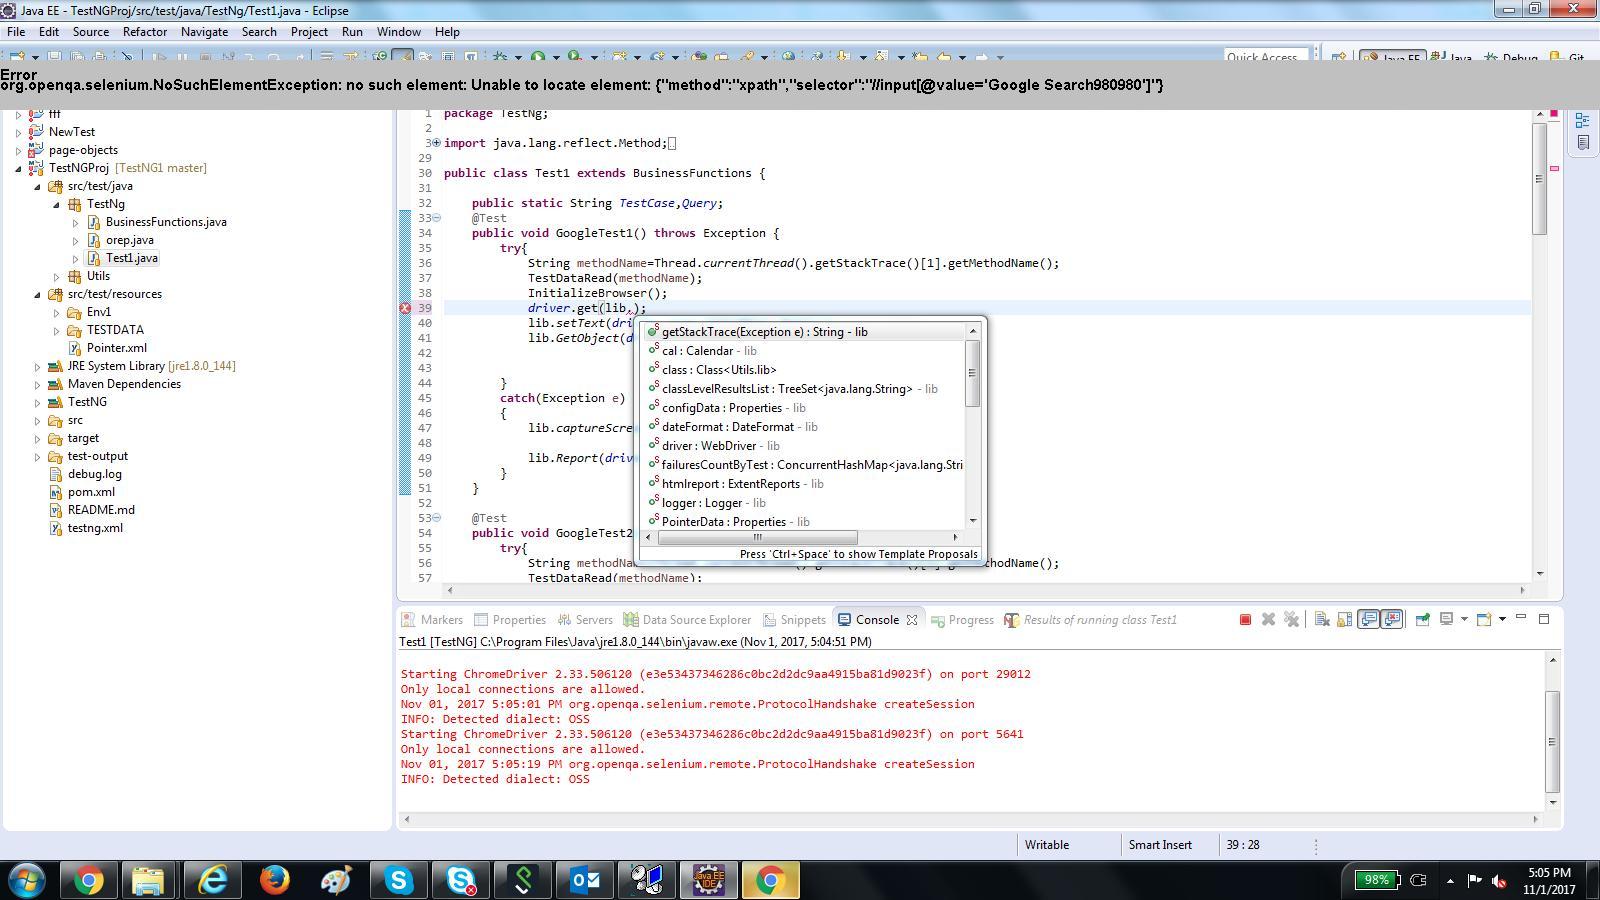 Java EE - TestNGProj/src/test/java/TestNg/Test1.java - Eclipse
File Edit Source Refactor Navigate Search Project Run Window Help
Quick Access Java EE Java Debug Git
Error
org.openqa.selenium.NoSuchElementException: no such element: Unable to locate element: {"method":"xpath","selector":"//input[@value='Google Search980980']"}
fff
NewTest
page-objects
TestNGProj [TestNG1 master]
src/test/java
TestNg
BusinessFunctions.java
orep.java
Test1.java
Utils
src/test/resources
Env1
TESTDATA
Pointer.xml
JRE System Library [jre1.8.0_144]
Maven Dependencies
TestNG
src
target
test-output
debug.log
pom.xml
README.md
testng.xml
1 package TestNg;
2
3 import java.lang.reflect.Method;
29
30 public class Test1 extends BusinessFunctions {
31
32 public static String TestCase,Query;
33 @Test
34 public void GoogleTest1() throws Exception {
35 try{
36 String methodName=Thread.currentThread().getStackTrace()[1].getMethodName();
37 TestDataRead(methodName);
38 InitializeBrowser();
39 driver.get(lib.);
40 lib.setText(dri
41 lib.GetObject(d
42
43
44 }
45 catch(Exception e)
46 {
47 lib.captureScre
48
49 lib.Report(driv
50 }
51 }
52
53 @Test
54 public void GoogleTest2
55 try{
56 String methodNam thodName();
57 TestDataRead(methodName);
getStackTrace(Exception e) : String - lib
cal : Calendar - lib
class : Class<Utils.lib>
classLevelResultsList : TreeSet<java.lang.String> - lib
configData : Properties - lib
dateFormat : DateFormat - lib
driver : WebDriver - lib
failuresCountByTest : ConcurrentHashMap<java.lang.Stri
htmlreport : ExtentReports - lib
logger : Logger - lib
PointerData : Properties - lib
Press 'Ctrl+Space' to show Template Proposals
Markers Properties Servers Data Source Explorer Snippets Console Progress Results of running class Test1
Test1 [TestNG] C:\Program Files\Java\jre1.8.0_144\bin\javaw.exe (Nov 1, 2017, 5:04:51 PM)
Starting ChromeDriver 2.33.506120 (e3e53437346286c0bc2d2dc9aa4915ba81d9023f) on port 29012
Only local connections are allowed.
Nov 01, 2017 5:05:01 PM org.openqa.selenium.remote.ProtocolHandshake createSession
INFO: Detected dialect: OSS
Starting ChromeDriver 2.33.506120 (e3e53437346286c0bc2d2dc9aa4915ba81d9023f) on port 5641
Only local connections are allowed.
Nov 01, 2017 5:05:19 PM org.openqa.selenium.remote.ProtocolHandshake createSession
INFO: Detected dialect: OSS
Writable Smart Insert 39 : 28
Java EE
IDE
98%
5:05 PM
11/1/2017